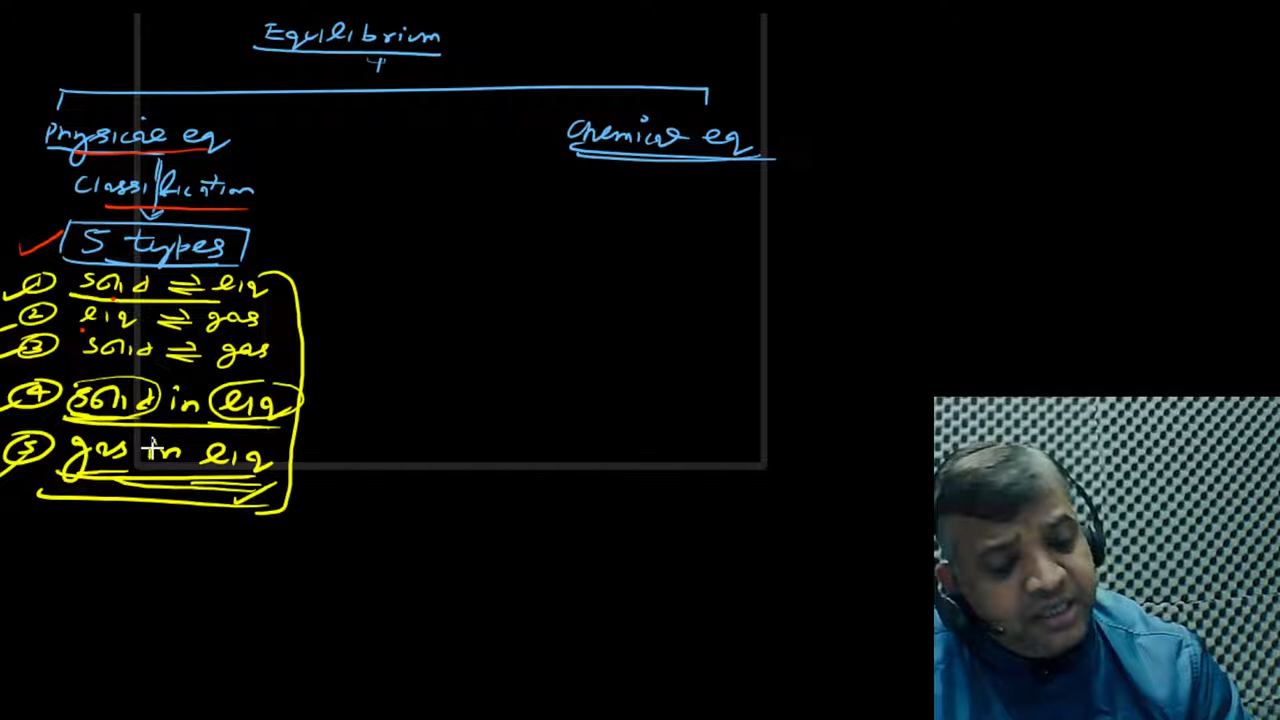 Equilibrium
Physical eq
Chemical eq
Classification
5 types
① solid ⇌ liq
② liq ⇌ gas
③ solid ⇌ gas
④ solid in liq
⑤ gas in liq